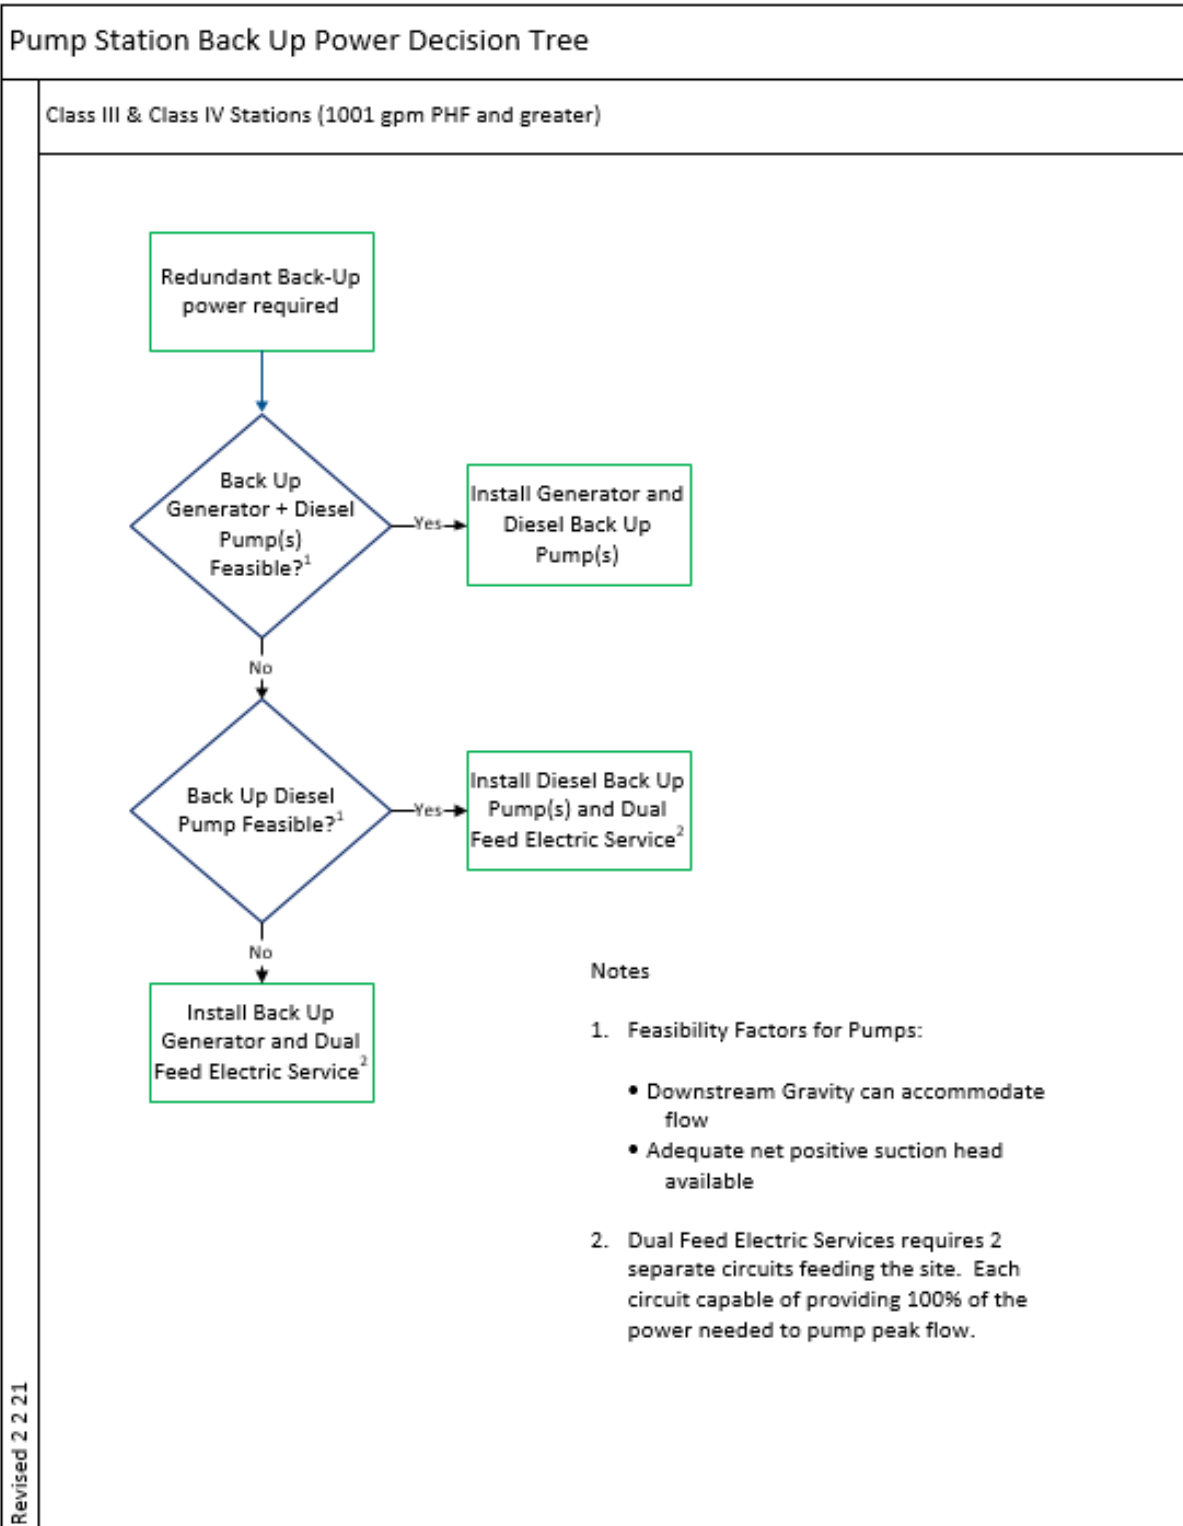 Pump Station Back Up Power Decision Tree
Class III & Class IV Stations (1001 gpm PHF and greater)
Redundant Back-Up
power required
Back Up
Generator + Diesel
Pump(s)
Feasible?¹
Yes
Install Generator and
Diesel Back Up
Pump(s)
No
Back Up Diesel
Pump Feasible?¹
Yes
Install Diesel Back Up
Pump(s) and Dual
Feed Electric Service²
No
Install Back Up
Generator and Dual
Feed Electric Service²
Notes
1. Feasibility Factors for Pumps:
• Downstream Gravity can accommodate
flow
• Adequate net positive suction head
available
2. Dual Feed Electric Services requires 2
separate circuits feeding the site. Each
circuit capable of providing 100% of the
power needed to pump peak flow.
Revised 2 2 21